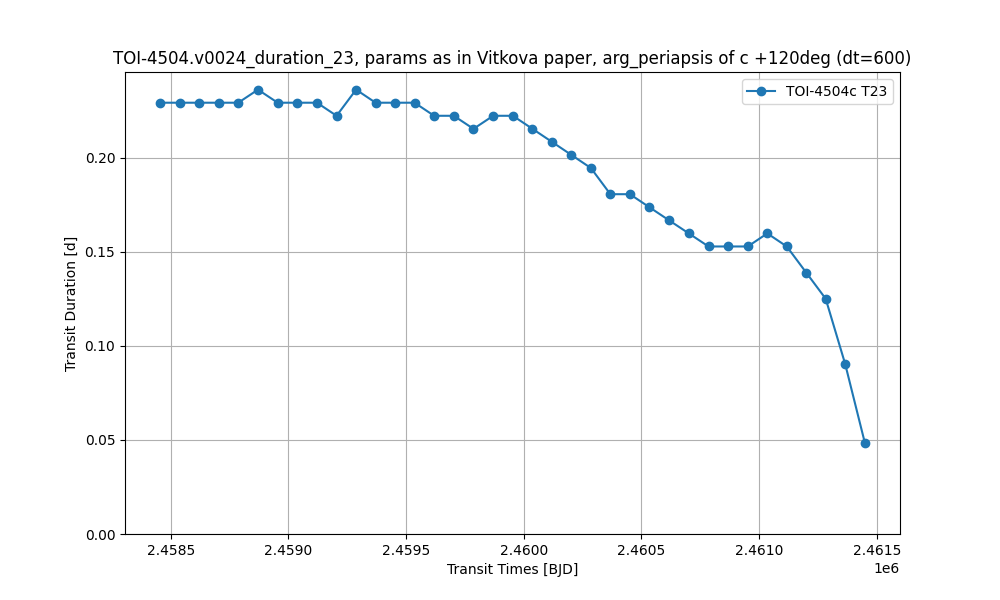 TOI-4504.v0024_duration_23, params as in Vitkova paper, arg_periapsis of c +120deg (dt=600)
TOI-4504c T23
Transit Duration [d]
0.20
0.15
0.10
0.05
0.00
2.4585 2.4590 2.4595 2.4600 2.4605 2.4610 2.4615
1e6
Transit Times [BJD]